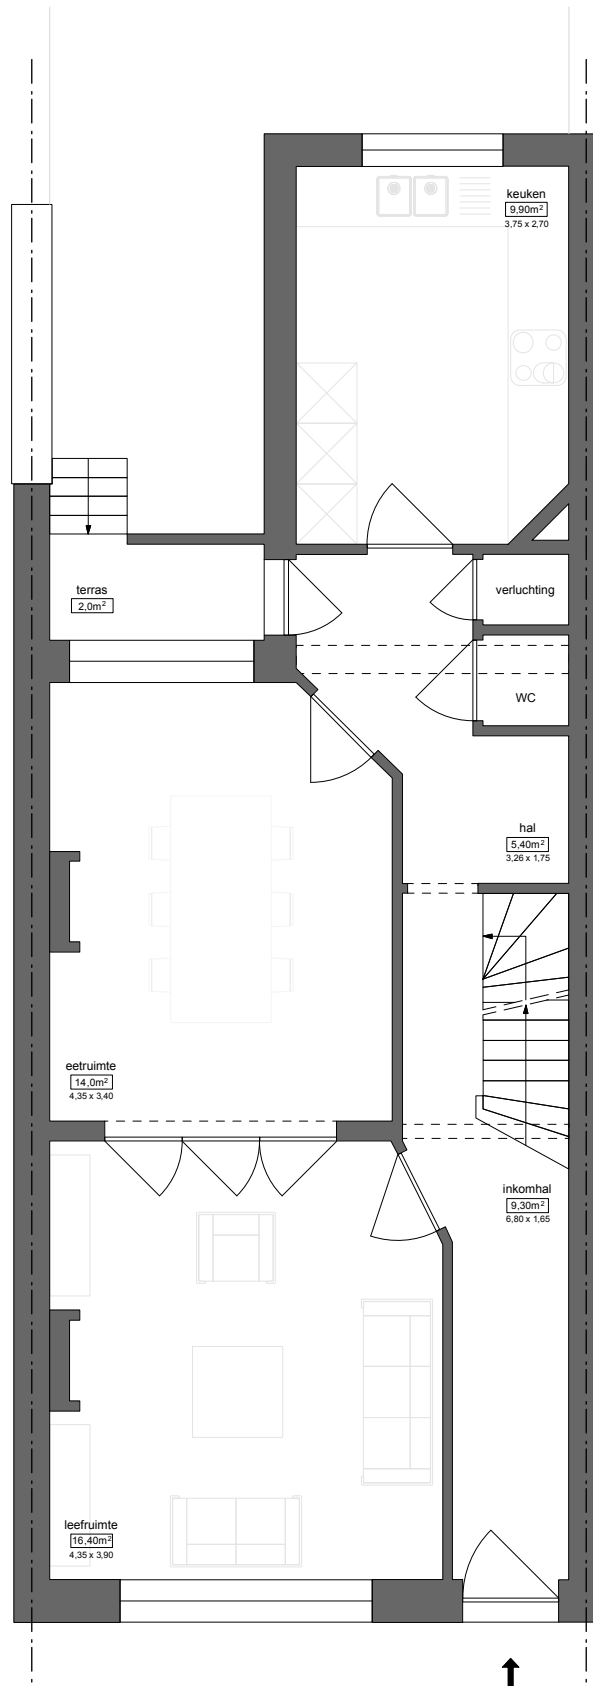 keuken
9,90m²
3,75 x 2,70
terras
2,0m²
verluchting
WC
hal
5,40m²
3,26 x 1,75
eetruimte
14,0m²
4,35 x 3,40
inkomhal
9,30m²
6,80 x 1,65
leefruimte
16,40m²
4,35 x 3,90